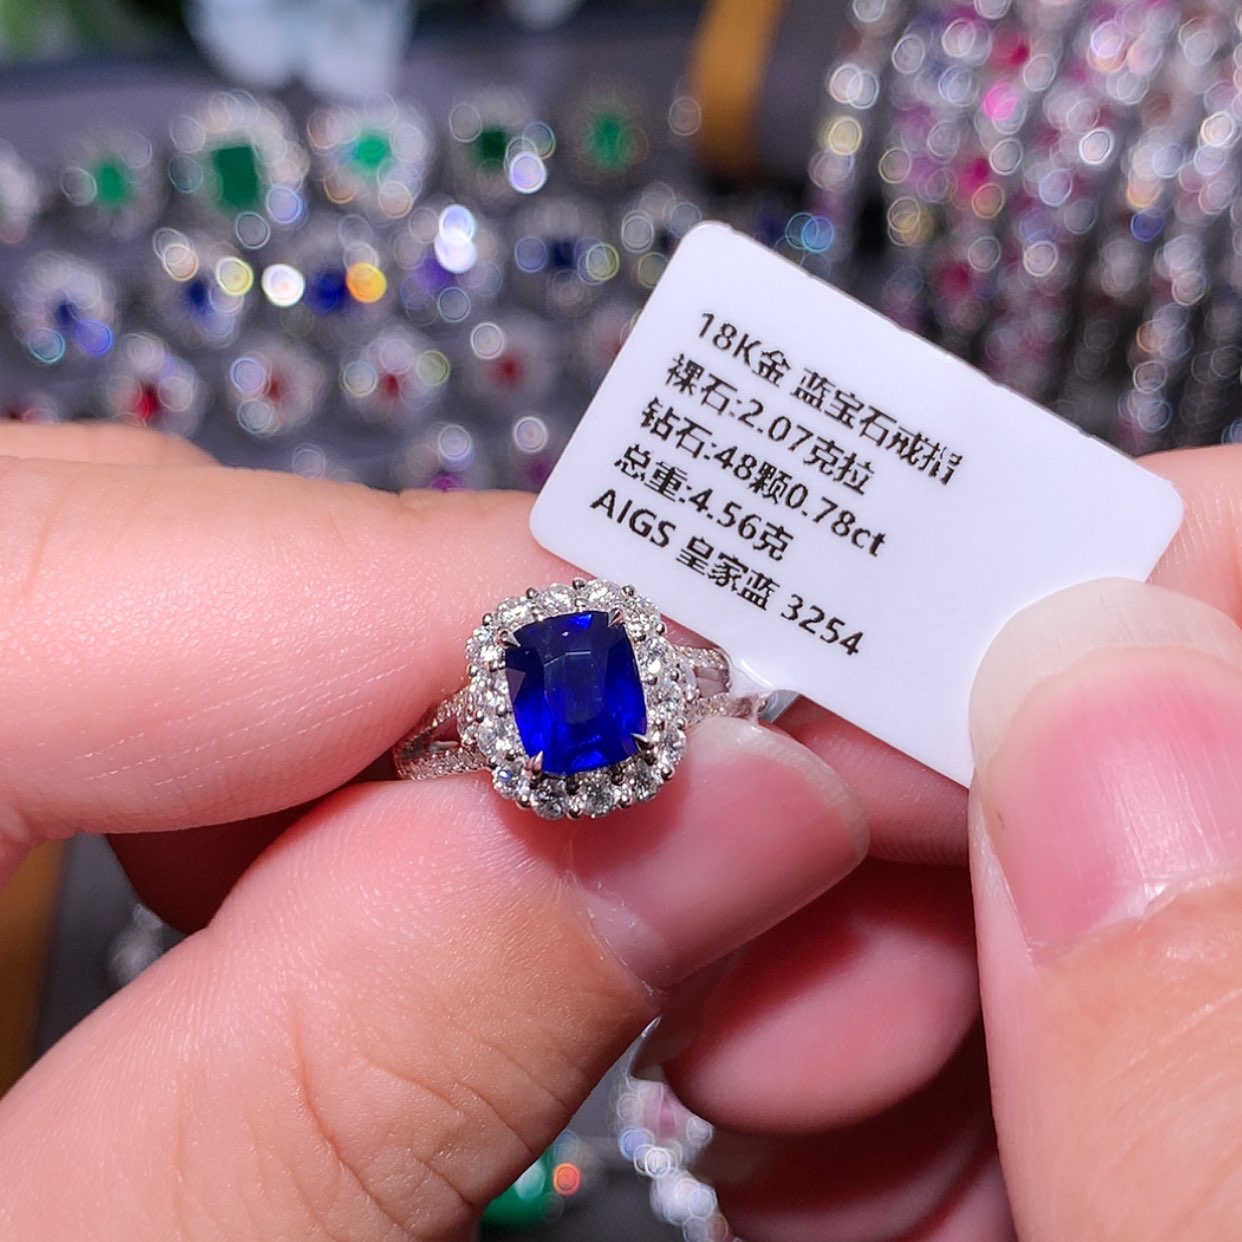 18K金 蓝宝石戒指
裸石:2.07克拉
钻石:48颗0.78ct
总重:4.56克
AIGS 皇家蓝 3254